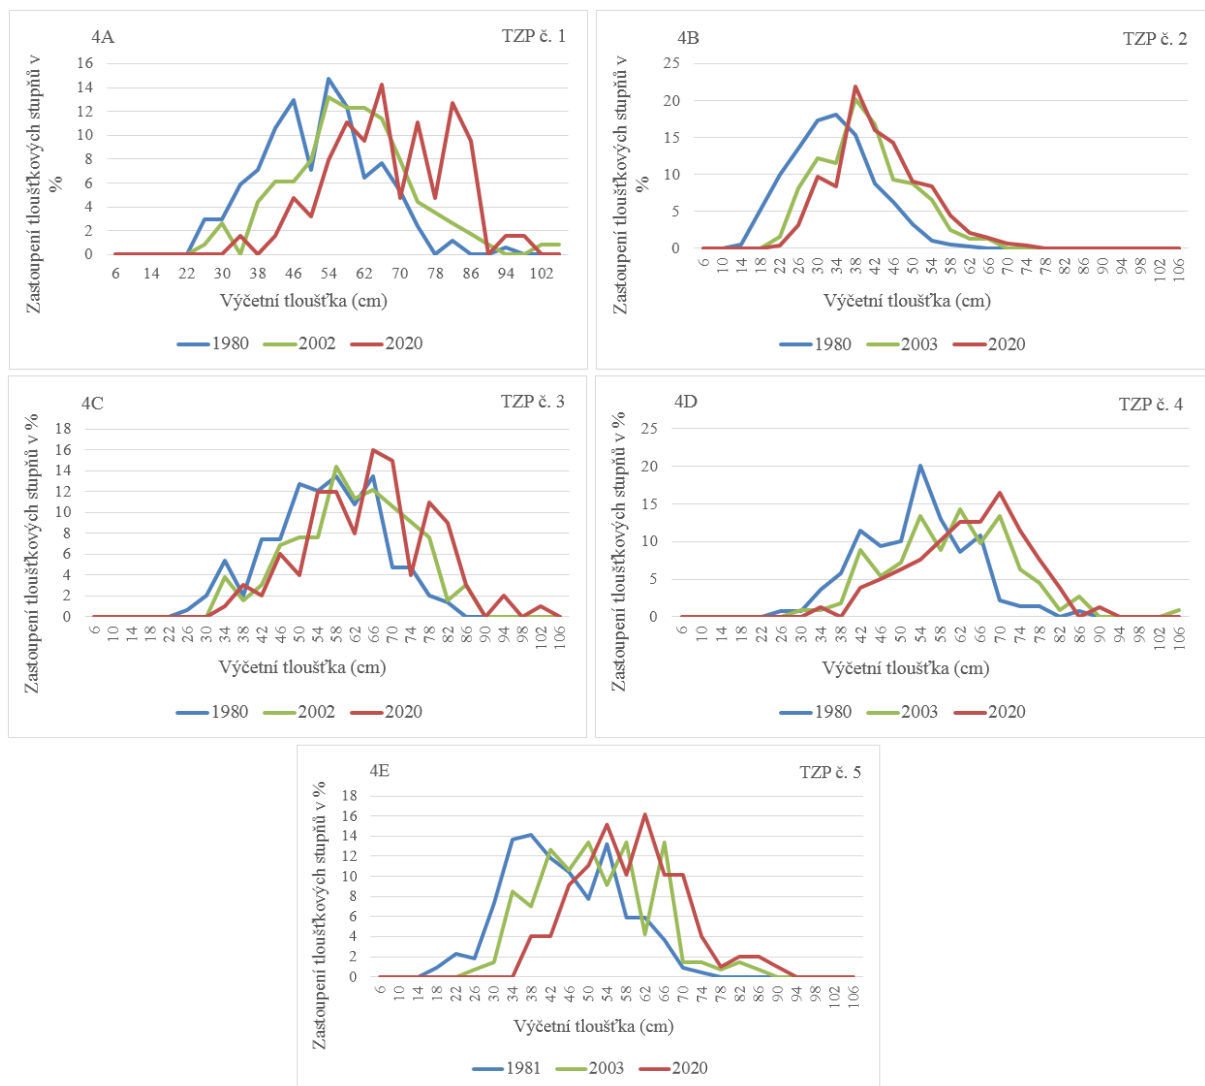 4A
TZP č. 1
Zastoupení tloušťkových stupňů v %
16
14
12
10
8
6
4
2
0
6 14 22 30 38 46 54 62 70 78 86 94 102
Výčetní tloušťka (cm)
1980 2002 2020
4B
TZP č. 2
Zastoupení tloušťkových stupňů v %
25
20
15
10
5
0
6 10 14 18 22 26 30 34 38 42 46 50 54 58 62 66 70 74 78 82 86 90 94 98 102 106
Výčetní tloušťka (cm)
1980 2003 2020
4C
TZP č. 3
Zastoupení tloušťkových stupňů v %
18
16
14
12
10
8
6
4
2
0
6 10 14 18 22 26 30 34 38 42 46 50 54 58 62 66 70 74 78 82 86 90 94 98 102 106
Výčetní tloušťka (cm)
1980 2002 2020
4D
TZP č. 4
Zastoupení tloušťkových stupňů v %
25
20
15
10
5
0
6 10 14 18 22 26 30 34 38 42 46 50 54 58 62 66 70 74 78 82 86 90 94 98 102 106
Výčetní tloušťka (cm)
1980 2003 2020
4E
TZP č. 5
Zastoupení tloušťkových stupňů v %
18
16
14
12
10
8
6
4
2
0
6 10 14 18 22 26 30 34 38 42 46 50 54 58 62 66 70 74 78 82 86 90 94 98 102 106
Výčetní tloušťka (cm)
1981 2003 2020